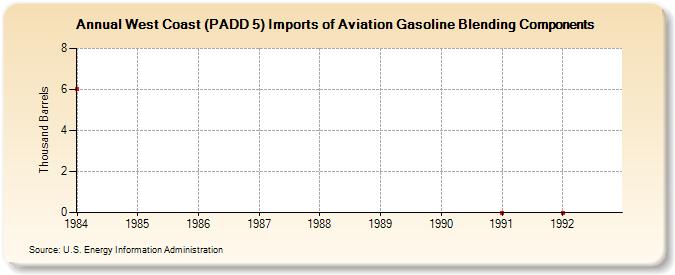 Annual West Coast (PADD 5) Imports of Aviation Gasoline Blending Components
Thousand Barrels
8
6
4
2
0
1984 1985 1986 1987 1988 1989 1990 1991 1992
Source: U.S. Energy Information Administration